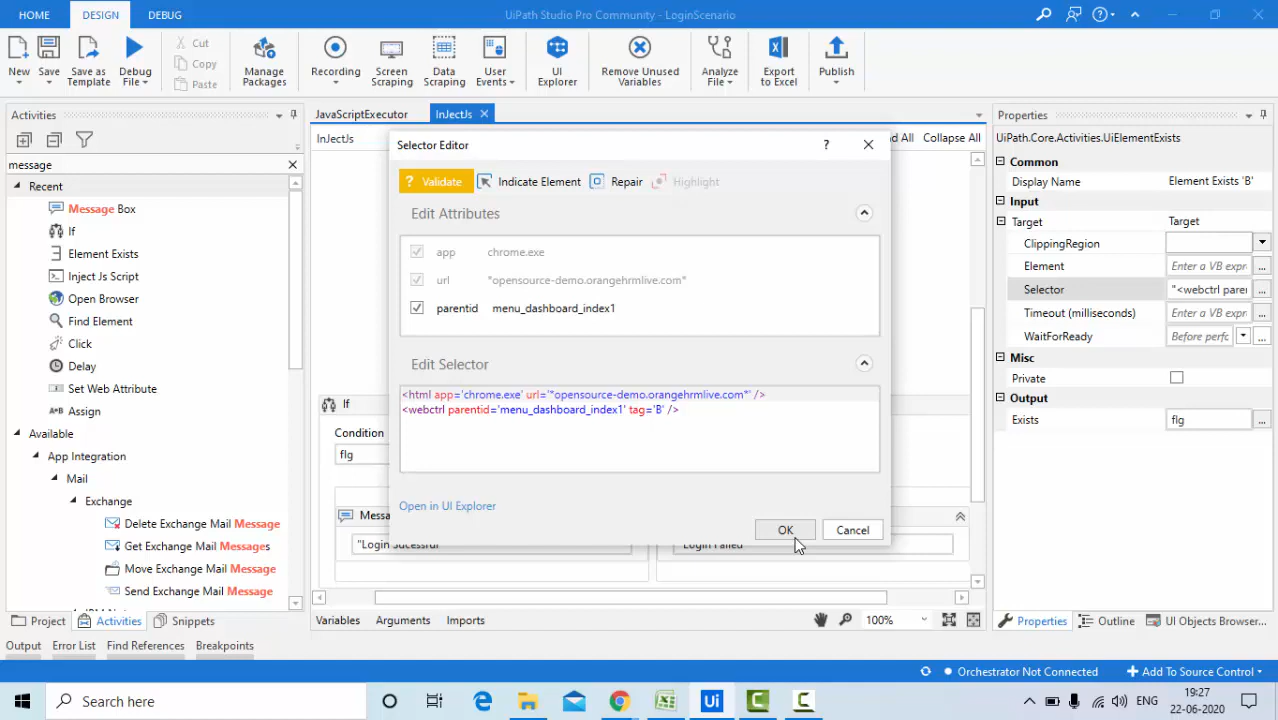 HOME DESIGN DEBUG UiPath Studio Pro Community - LoginScenario
New Save Save as Template Debug File Cut Copy Paste Manage Packages Recording Screen Scraping Data Scraping User Events UI Explorer Remove Unused Variables Analyze File Export to Excel Publish
Activities
message
Recent
Message Box
If
Element Exists
Inject Js Script
Open Browser
Find Element
Click
Delay
Set Web Attribute
A+B Assign
Available
App Integration
Mail
Exchange
Delete Exchange Mail Message
Get Exchange Mail Messages
Move Exchange Mail Message
Send Exchange Mail Message
Project Activities Snippets
JavaScriptExecutor InJectJs
InJectJs Collapse All
Selector Editor ?
? Validate Indicate Element Repair Highlight
Edit Attributes
app chrome.exe
url *opensource-demo.orangehrmlive.com*
parentid menu_dashboard_index1
Edit Selector
<html app='chrome.exe' url='*opensource-demo.orangehrmlive.com*' />
<webctrl parentid='menu_dashboard_index1' tag='B' />
Open in UI Explorer
OK Cancel
If
Condition
flg
"Login Sucessful
Login Failed
Variables Arguments Imports 100%
Properties
UiPath.Core.Activities.UiElementExists
Common
Display Name Element Exists 'B'
Input
Target Target
ClippingRegion
Element Enter a VB expr ...
Selector "<webctrl pare ...
Timeout (milliseconds) Enter a VB expr ...
WaitForReady Before perfc ...
Misc
Private
Output
Exists flg ...
Properties Outline UI Objects Browser...
Output Error List Find References Breakpoints
Orchestrator Not Connected Add To Source Control
Type here
Search here ENG 19:27
22-06-2020